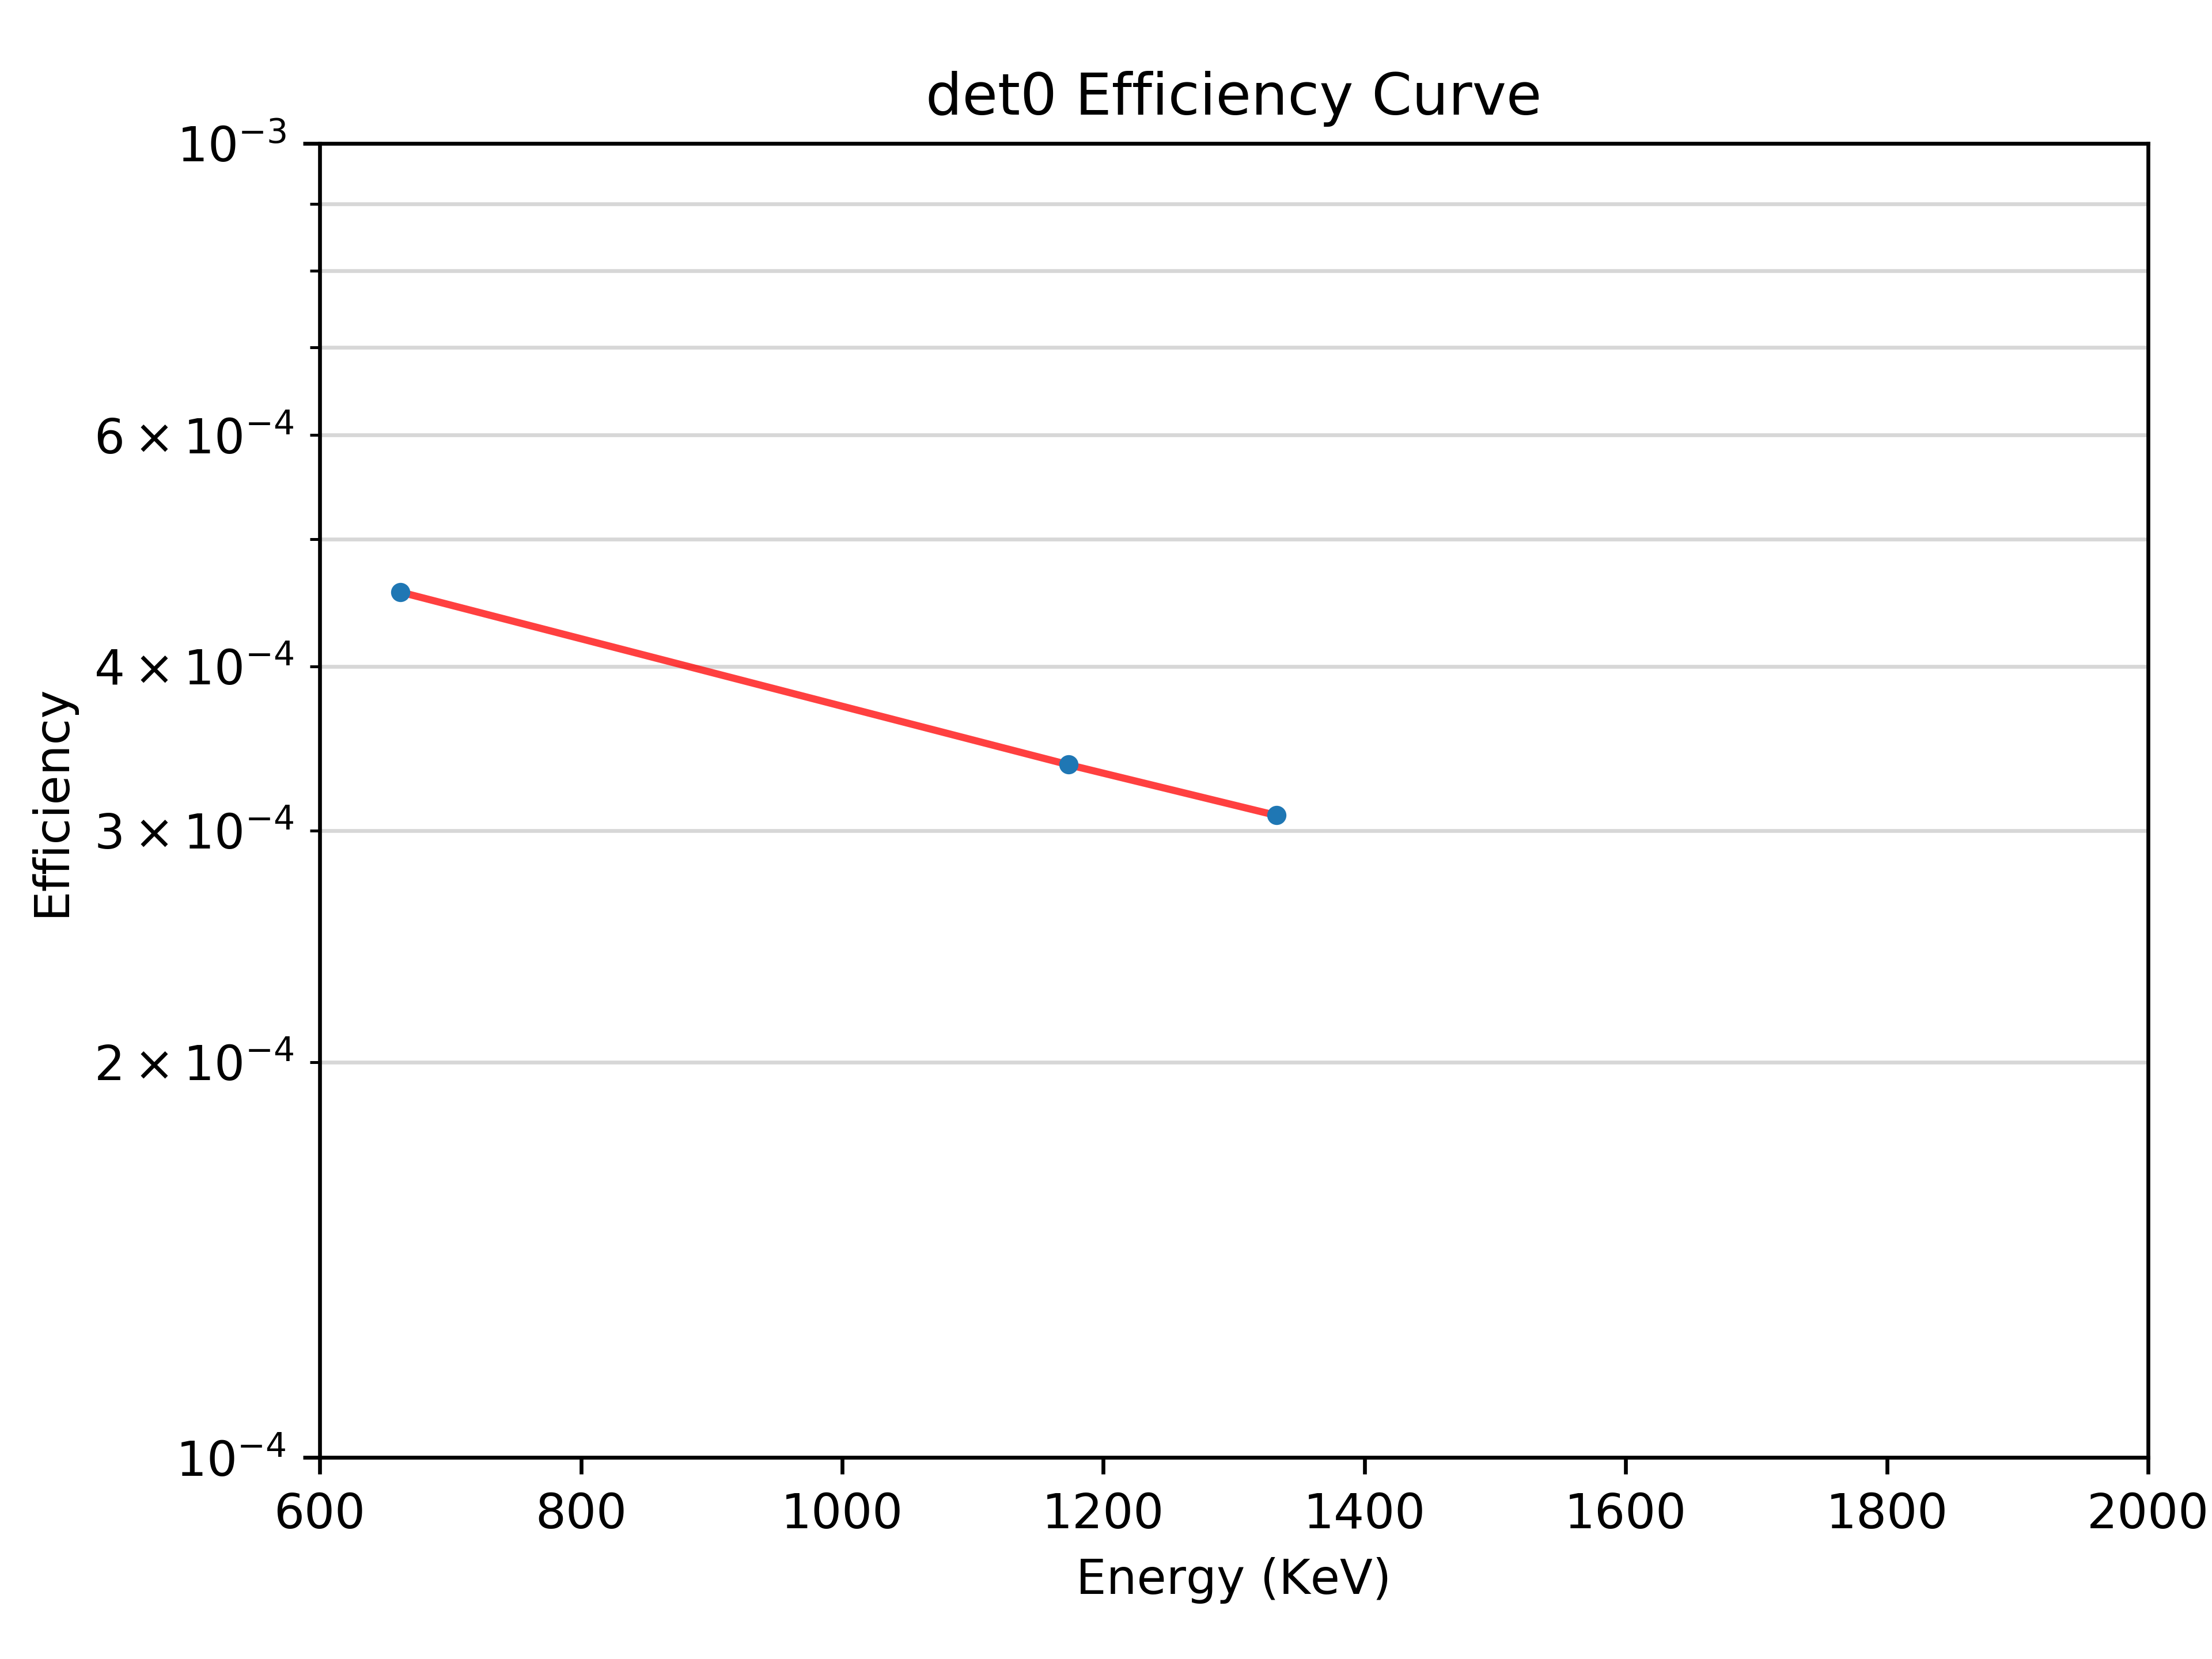 det0 Efficiency Curve
10⁻³
6 × 10⁻⁴
4 × 10⁻⁴
3 × 10⁻⁴
2 × 10⁻⁴
10⁻⁴
Efficiency
600 800 1000 1200 1400 1600 1800 2000
Energy (KeV)